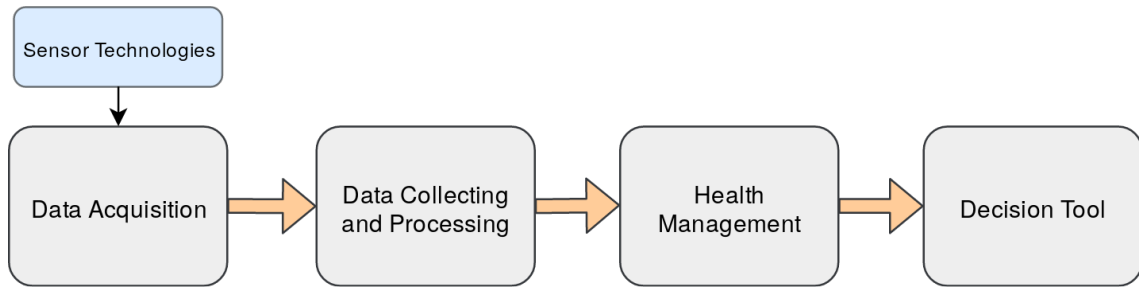 Sensor Technologies
Data Acquisition
Data Collecting
and Processing
Health
Management
Decision Tool